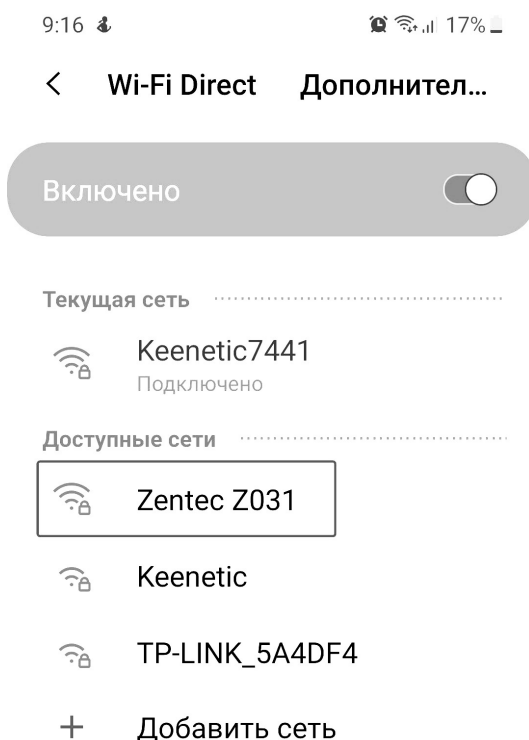 9:16 17%
Wi-Fi Direct Дополнител...
Включено
Текущая сеть
Keenetic7441
Подключено
Доступные сети
Zentec Z031
Keenetic
TP-LINK_5A4DF4
Добавить сеть